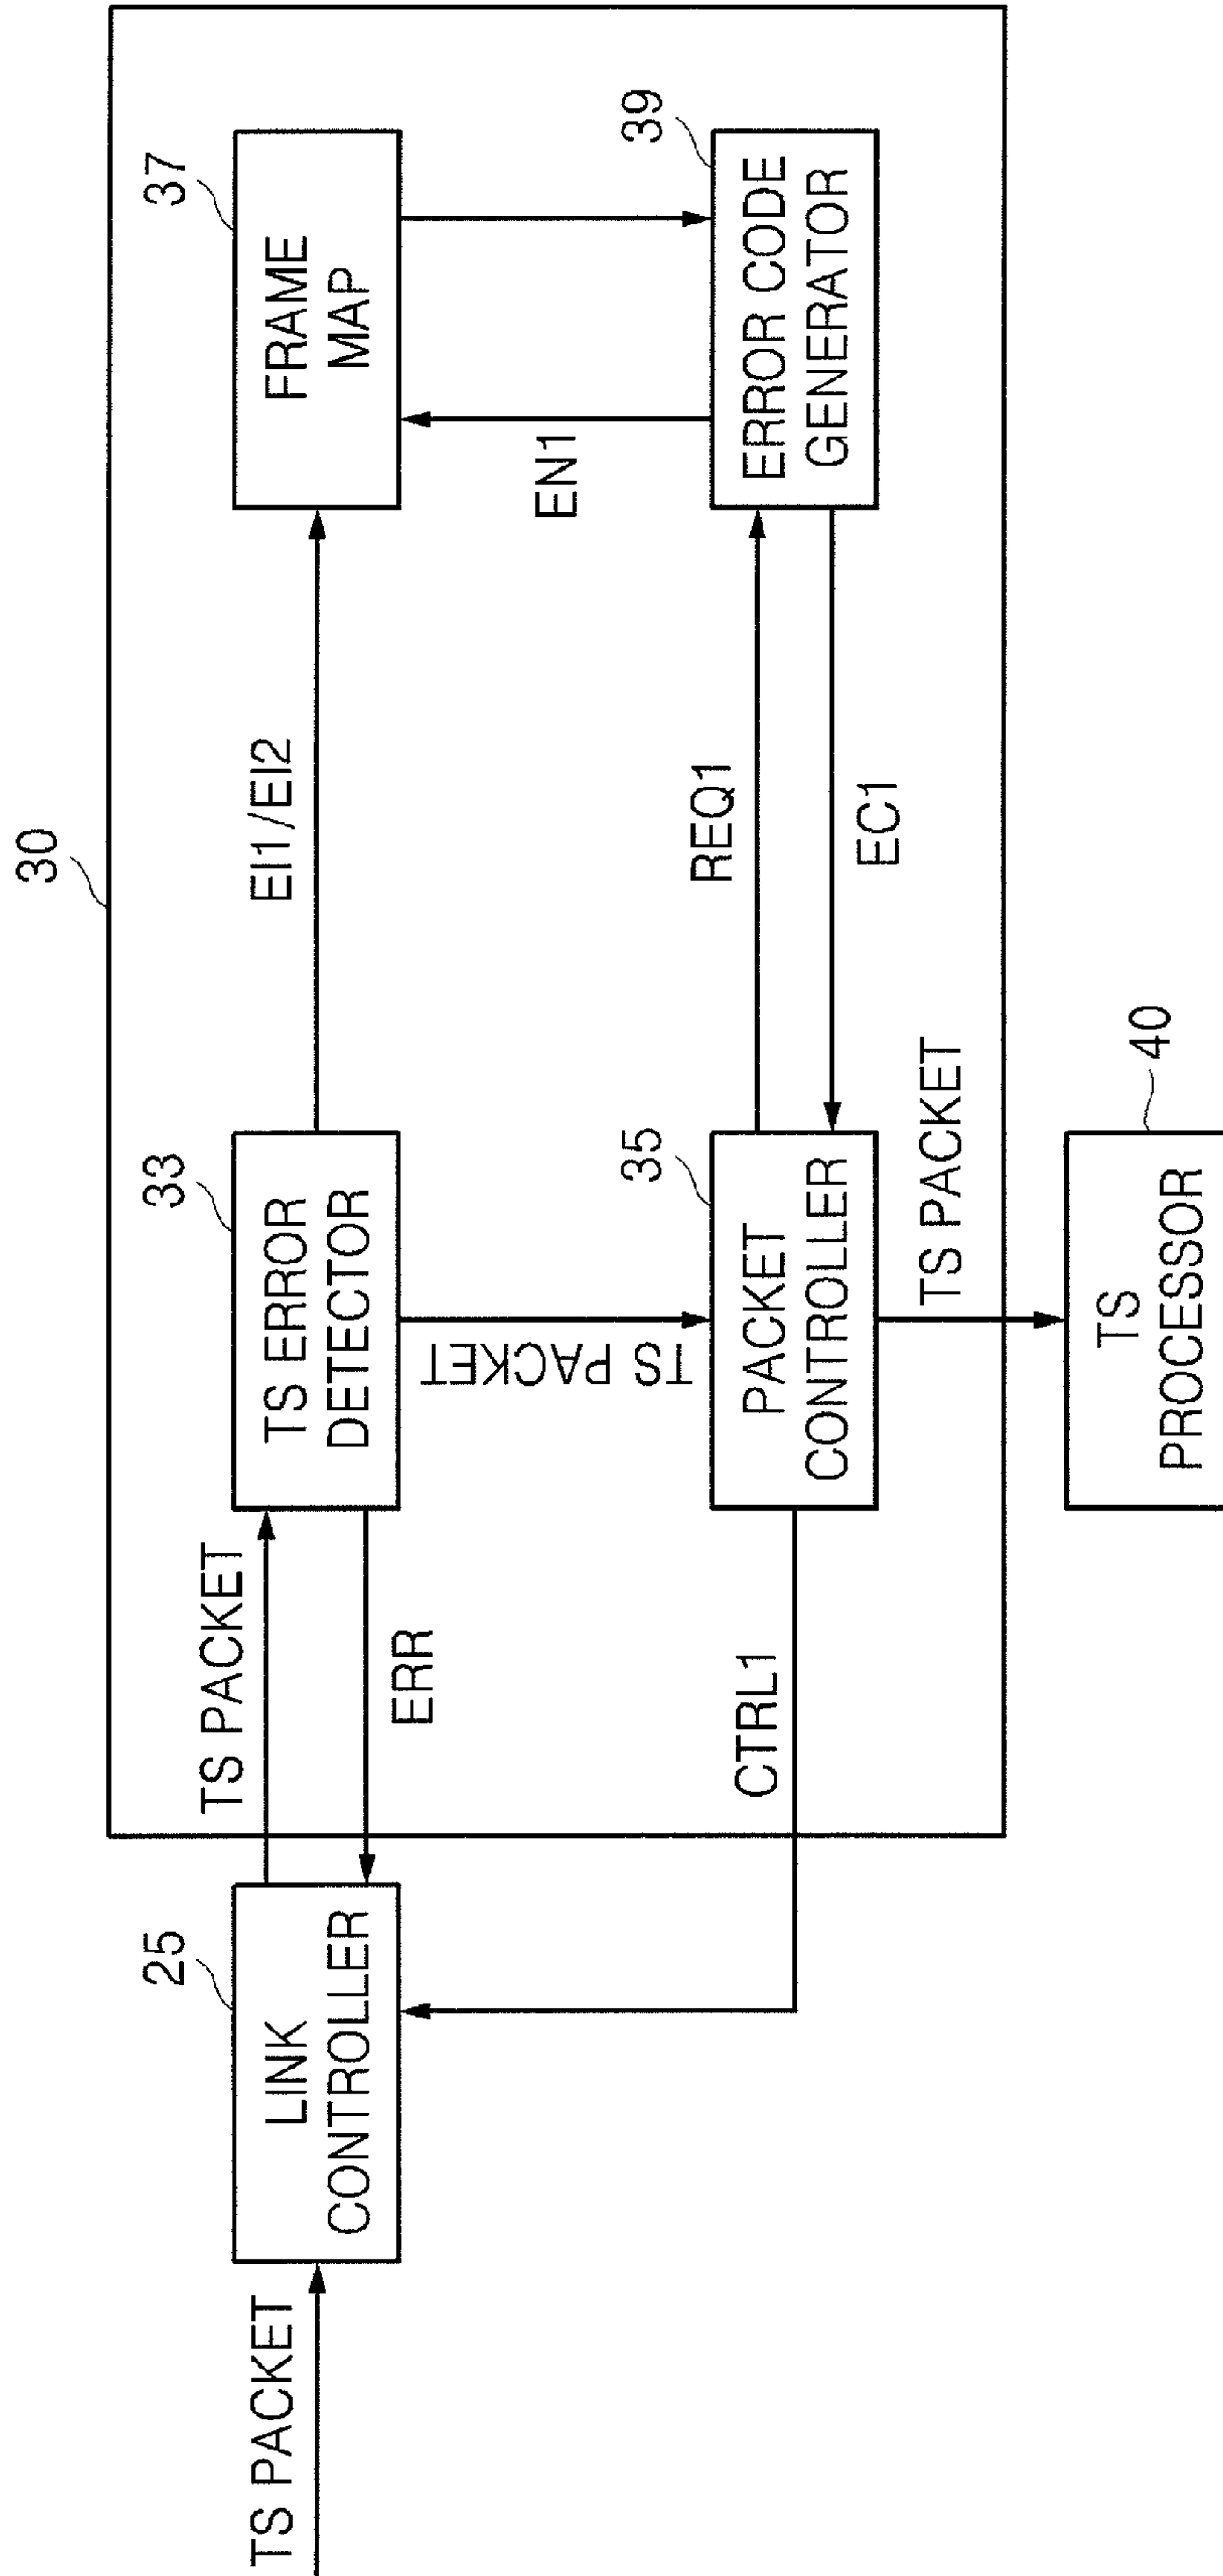 30
TS PACKET
25
LINK
CONTROLLER
TS PACKET
ERR
33
TS ERROR
DETECTOR
EI1/EI2
37
FRAME
MAP
TS PACKET
EN1
CTRL1
35
PACKET
CONTROLLER
REQ1
EC1
39
ERROR CODE
GENERATOR
TS PACKET
40
TS
PROCESSOR